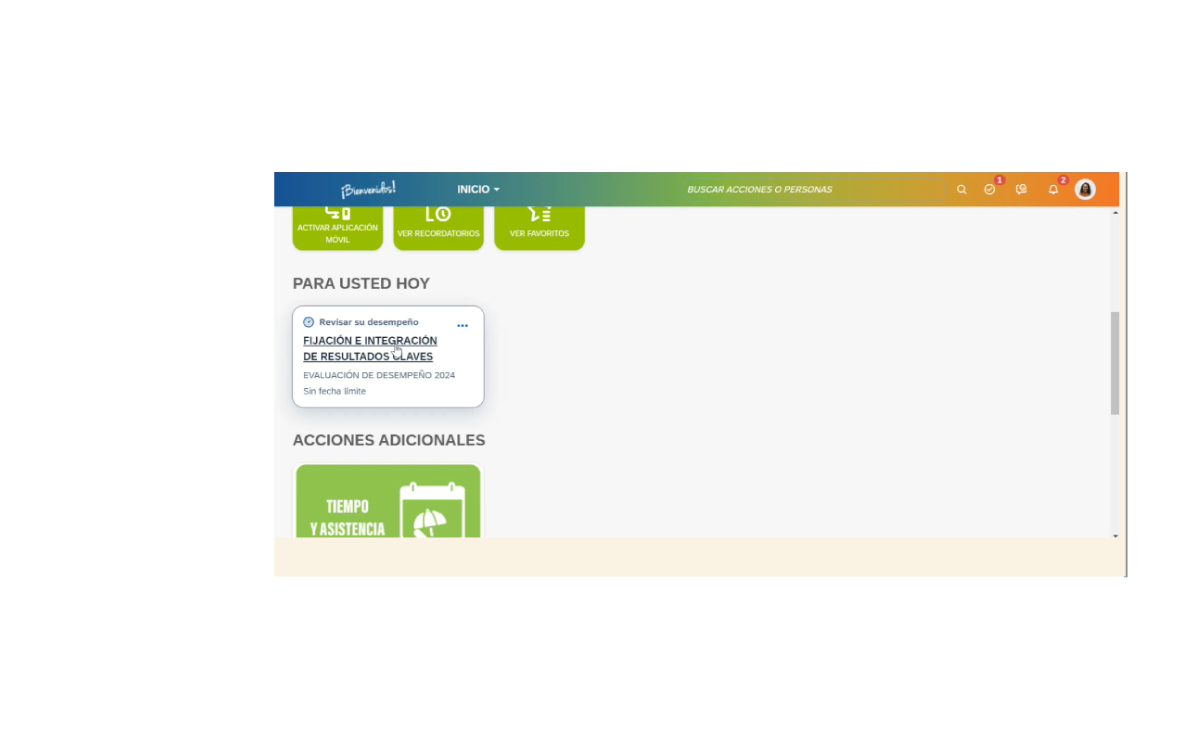 ¡Bienvenidos!
INICIO
BUSCAR ACCIONES O PERSONAS
1
2
ACTIVAR APLICACIÓN
MÓVIL
VER RECORDATORIOS
VER FAVORITOS
PARA USTED HOY
Revisar su desempeño
...
FIJACIÓN E INTEGRACIÓN
DE RESULTADOS CLAVES
EVALUACIÓN DE DESEMPEÑO 2024
Sin fecha límite
ACCIONES ADICIONALES
TIEMPO
Y ASISTENCIA